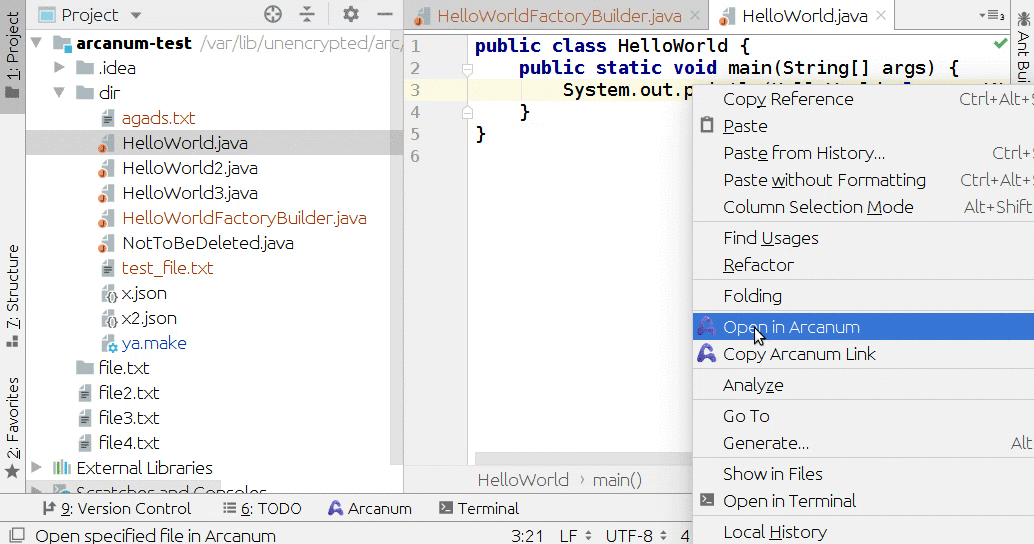 1: Project
7: Structure
2: Favorites
Project
arcanum-test /var/lib/unencrypted/arc/
.idea
dir
agads.txt
HelloWorld.java
HelloWorld2.java
HelloWorld3.java
HelloWorldFactoryBuilder.java
NotToBeDeleted.java
test_file.txt
x.json
x2.json
ya.make
file.txt
file2.txt
file3.txt
file4.txt
External Libraries
Scratches and Consoles
HelloWorldFactoryBuilder.java
HelloWorld.java
3
1 public class HelloWorld {
2 public static void main(String[] args) {
3 System.out.p
4 }
5 }
6
HelloWorld › main()
Copy Reference Ctrl+Alt+S
Paste
Paste from History... Ctrl+
Paste without Formatting Ctrl+Alt+
Column Selection Mode Alt+Shift
Find Usages
Refactor
Folding
Open in Arcanum
Copy Arcanum Link
Analyze
Go To
Generate... Alt
Show in Files
Open in Terminal
Local History
Ant Bui
9: Version Control
6: TODO
Arcanum
Terminal
Open specified file in Arcanum
3:21 LF UTF-8 4